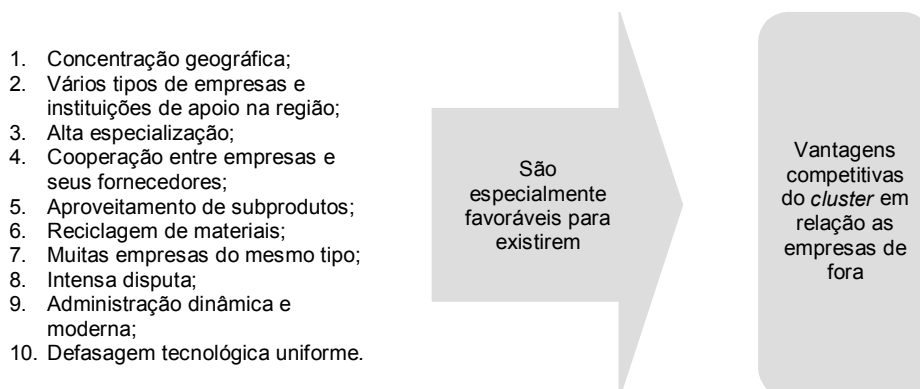 1. Concentração geográfica;
2. Vários tipos de empresas e
instituições de apoio na região;
3. Alta especialização;
4. Cooperação entre empresas e
seus fornecedores;
5. Aproveitamento de subprodutos;
6. Reciclagem de materiais;
7. Muitas empresas do mesmo tipo;
8. Intensa disputa;
9. Administração dinâmica e
moderna;
10. Defasagem tecnológica uniforme.
São
especialmente
favoráveis para
existirem
Vantagens
competitivas
do cluster em
relação as
empresas de
fora